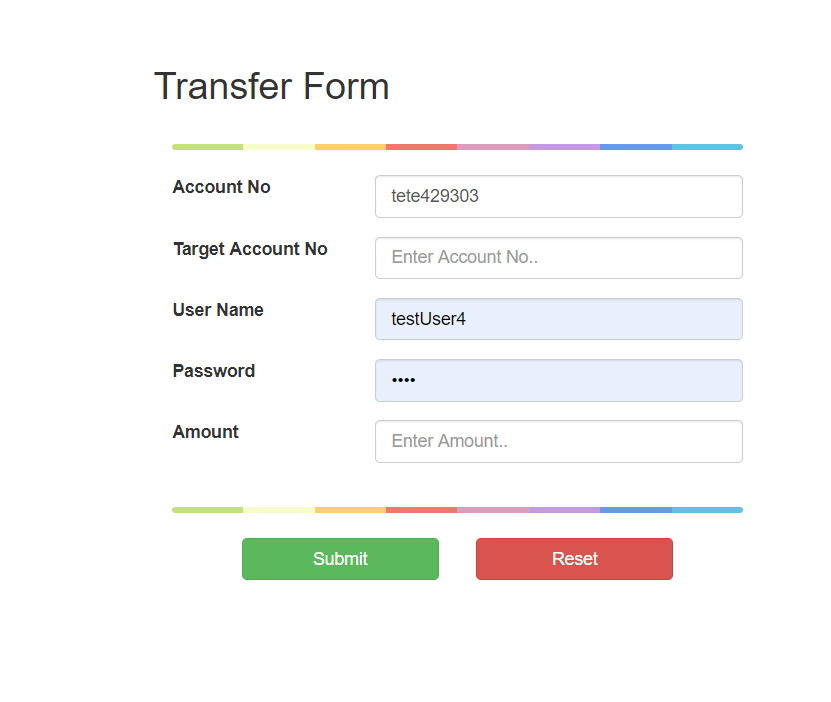 Transfer Form
Account No
tete429303
Target Account No
Enter Account No..
User Name
testUser4
Password
••••
Amount
Enter Amount..
Submit
Reset